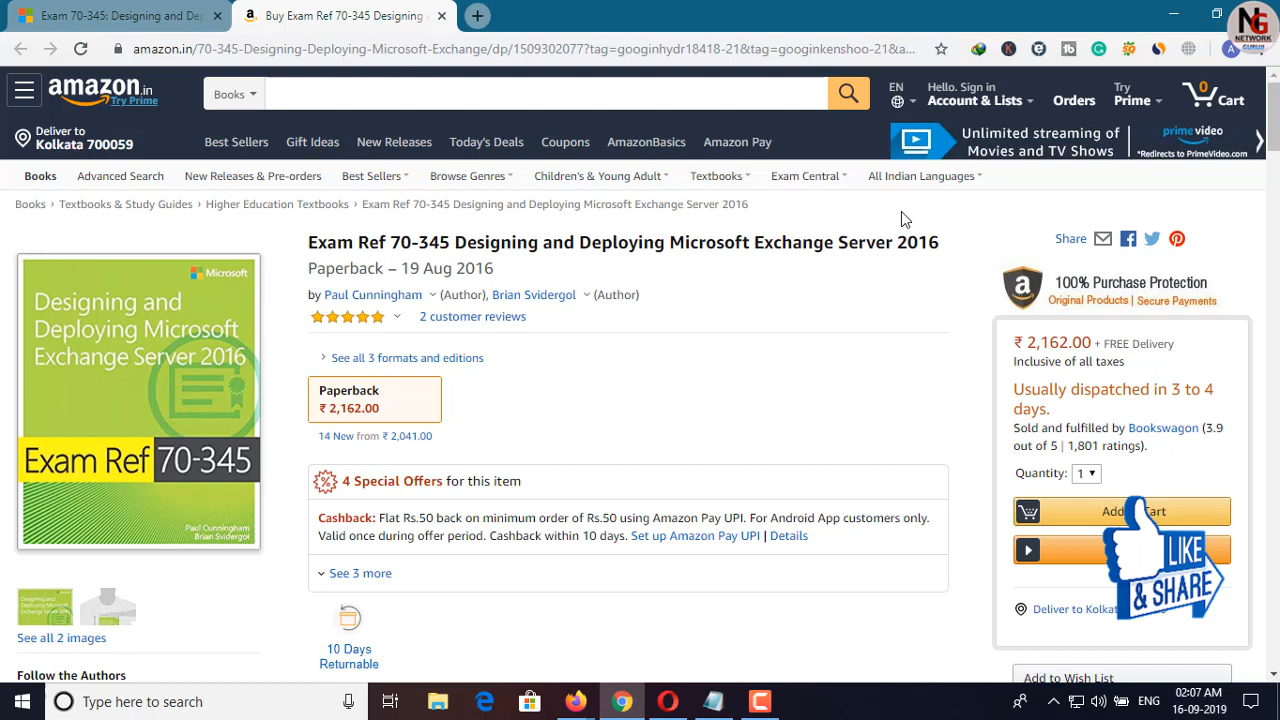 Exam 70-345: Designing and De
Buy Exam Ref 70-345 Designing
NG
NETWORK
amazon.in/70-345-Designing-Deploying-Microsoft-Exchange/dp/1509302077?tag=googinhydr18418-21&tag=googinkenshoo-21&a...
amazon.in
Try Prime
Books
EN
Hello. Sign in
Account & Lists
Orders
Try
Prime
0
Cart
Deliver to
Kolkata 700059
Best Sellers
Gift Ideas
New Releases
Today's Deals
Coupons
AmazonBasics
Amazon Pay
Unlimited streaming of
Movies and TV Shows
prime video
*Redirects to PrimeVideo.com
Books
Advanced Search
New Releases & Pre-orders
Best Sellers
Browse Genres
Children's & Young Adult
Textbooks
Exam Central
All Indian Languages
Books › Textbooks & Study Guides › Higher Education Textbooks › Exam Ref 70-345 Designing and Deploying Microsoft Exchange Server 2016
Microsoft
Designing and
Deploying Microsoft
Exchange Server 2016
Exam Ref 70-345
Paul Cunningham
Brian Svidergol
See all 2 images
Follow the Authors
Exam Ref 70-345 Designing and Deploying Microsoft Exchange Server 2016
Paperback – 19 Aug 2016
by Paul Cunningham (Author), Brian Svidergol (Author)
2 customer reviews
See all 3 formats and editions
Paperback
₹ 2,162.00
14 New from ₹ 2,041.00
4 Special Offers for this item
Cashback: Flat Rs.50 back on minimum order of Rs.50 using Amazon Pay UPI. For Android App customers only.
Valid once during offer period. Cashback within 10 days. Set up Amazon Pay UPI | Details
See 3 more
10 Days
Returnable
Share
100% Purchase Protection
Original Products | Secure Payments
₹ 2,162.00 + FREE Delivery
Inclusive of all taxes
Usually dispatched in 3 to 4
days.
Sold and fulfilled by Bookswagon (3.9
out of 5 | 1,801 ratings).
Quantity: 1
Add Cart
LIKE
& SHARE
Deliver to Kolkat
Add to Wish List
Type here to search
ENG
02:07 AM
16-09-2019